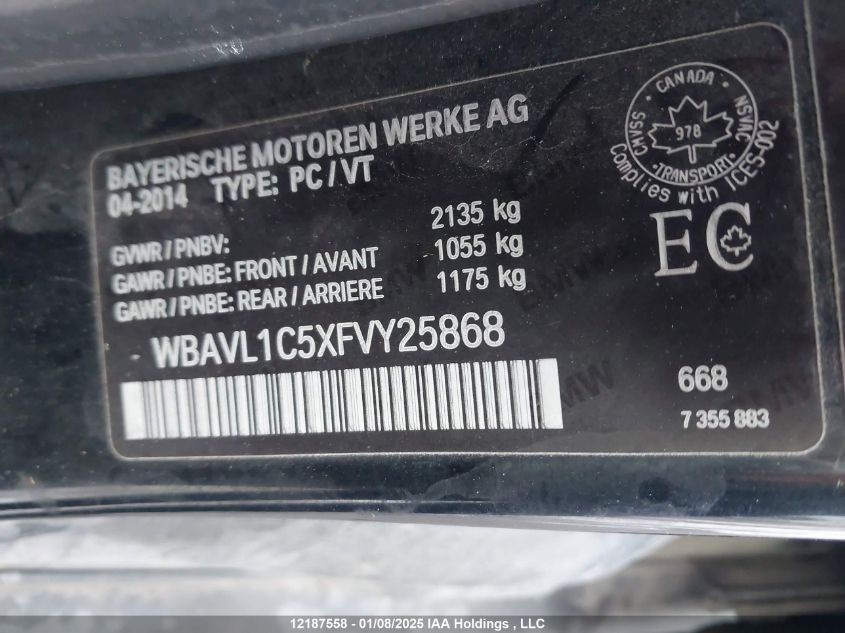 BAYERISCHE MOTOREN WERKE AG
04-2014 TYPE: PC / VT
GVWR / PNBV: 2135 kg
GAWR / PNBE: FRONT / AVANT 1055 kg
GAWR / PNBE: REAR / ARRIERE 1175 kg
WBAVL1C5XFVY25868
CANADA
CMVSS
NSVAC
978
TRANSPORT
Complies with ICES-002
EC
668
7 355 883
BMW
12187558 - 01/08/2025 IAA Holdings , LLC